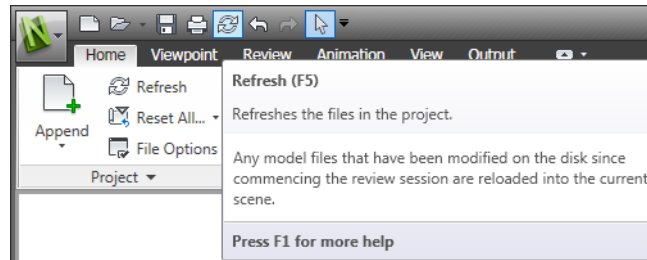 Home Viewpoint Review Animation View Output
Refresh
Reset All...
Append
File Options
Project
Refresh (F5)
Refreshes the files in the project.
Any model files that have been modified on the disk since
commencing the review session are reloaded into the current
scene.
Press F1 for more help